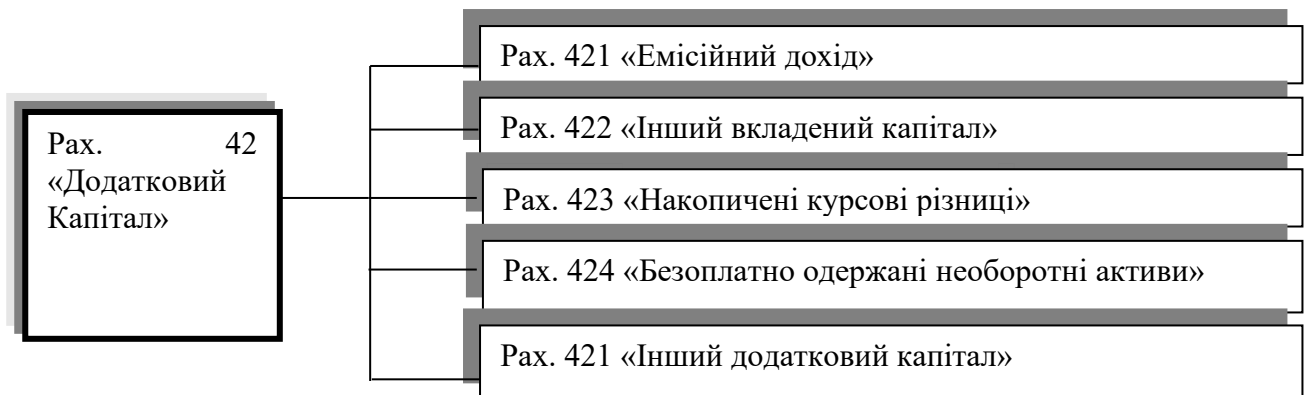 Рах. 42
«Додатковий
Капітал»
Рах. 421 «Емісійний дохід»
Рах. 422 «Інший вкладений капітал»
Рах. 423 «Накопичені курсові різниці»
Рах. 424 «Безоплатно одержані необоротні активи»
Рах. 421 «Інший додатковий капітал»